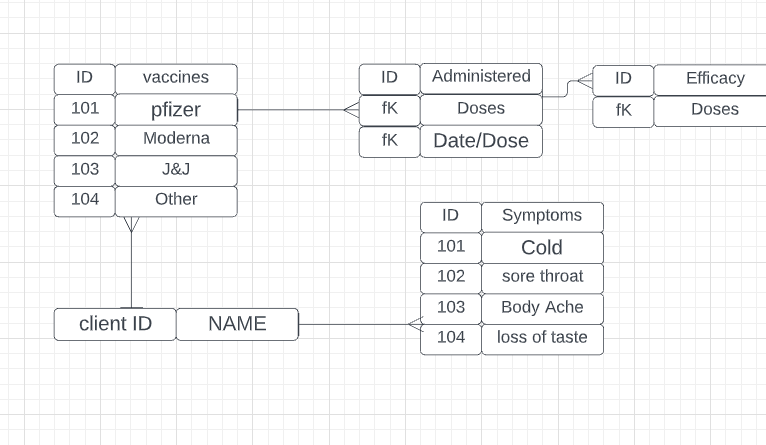 ID vaccines
101 pfizer
102 Moderna
103 J&J
104 Other
ID Administered
fK Doses
fK Date/Dose
ID Efficacy
fK Doses
client ID NAME
ID Symptoms
101 Cold
102 sore throat
103 Body Ache
104 loss of taste